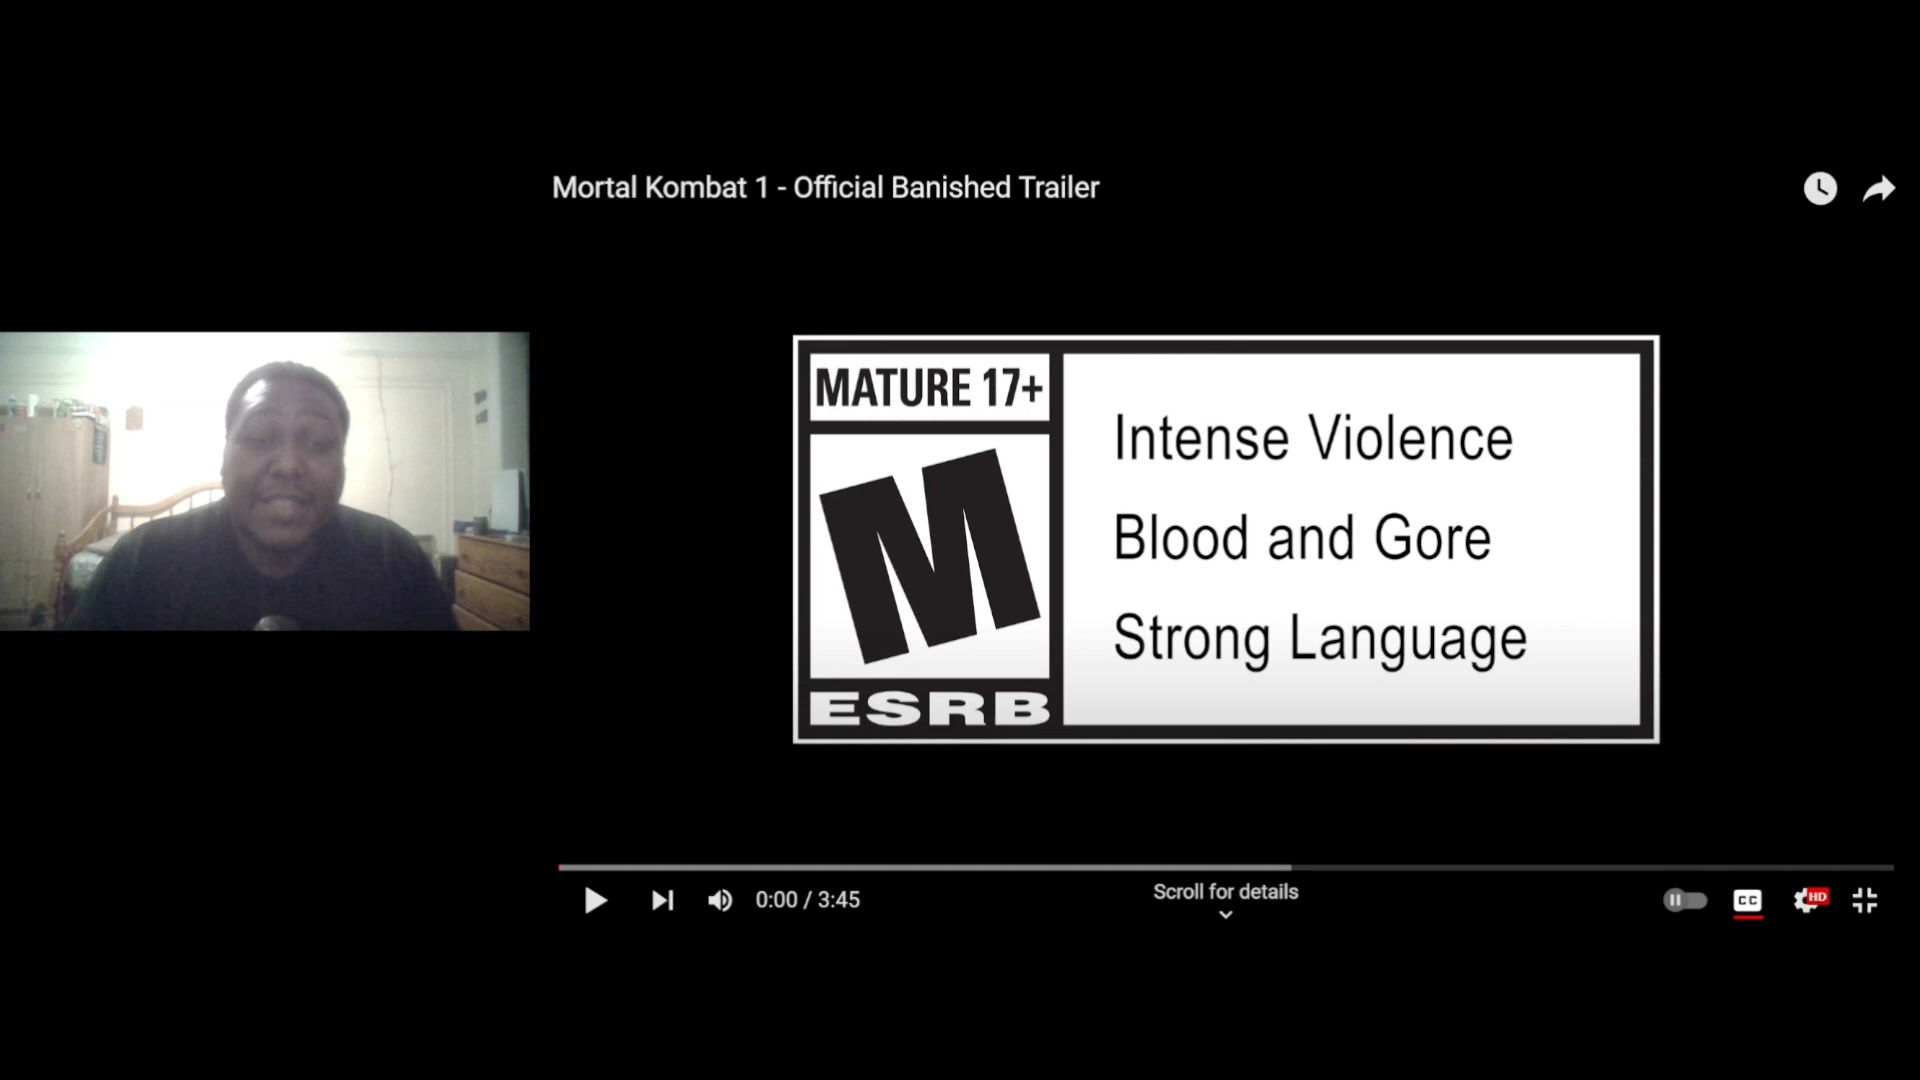 Mortal Kombat 1 - Official Banished Trailer
MATURE 17+
M
ESRB
Intense Violence
Blood and Gore
Strong Language
0:00 / 3:45
Scroll for details
CC
HD